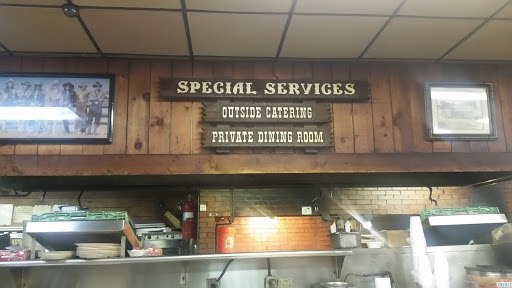 SPECIAL SERVICES
OUTSIDE CATERING
PRIVATE DINING ROOM